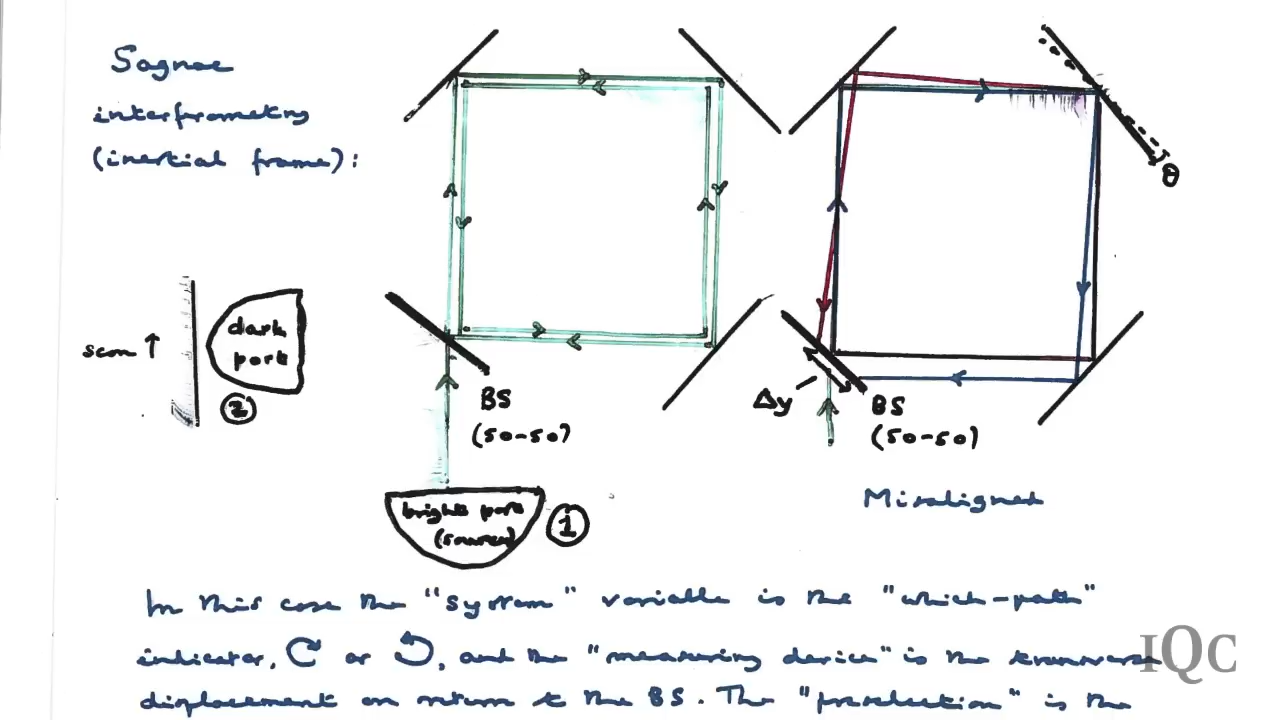 Sagnac
interferometry
(inertial frame):
scan ↑
dark
port
②
BS
(50-50)
bright port
(source)
①
θ
Δy
BS
(50-50)
Misaligned
In this case the "system" variable is the "which-path"
indicator, ↻ or ↺, and the "measuring device" is the transverse
displacement on return to the BS. The "preselection" is the
IQC